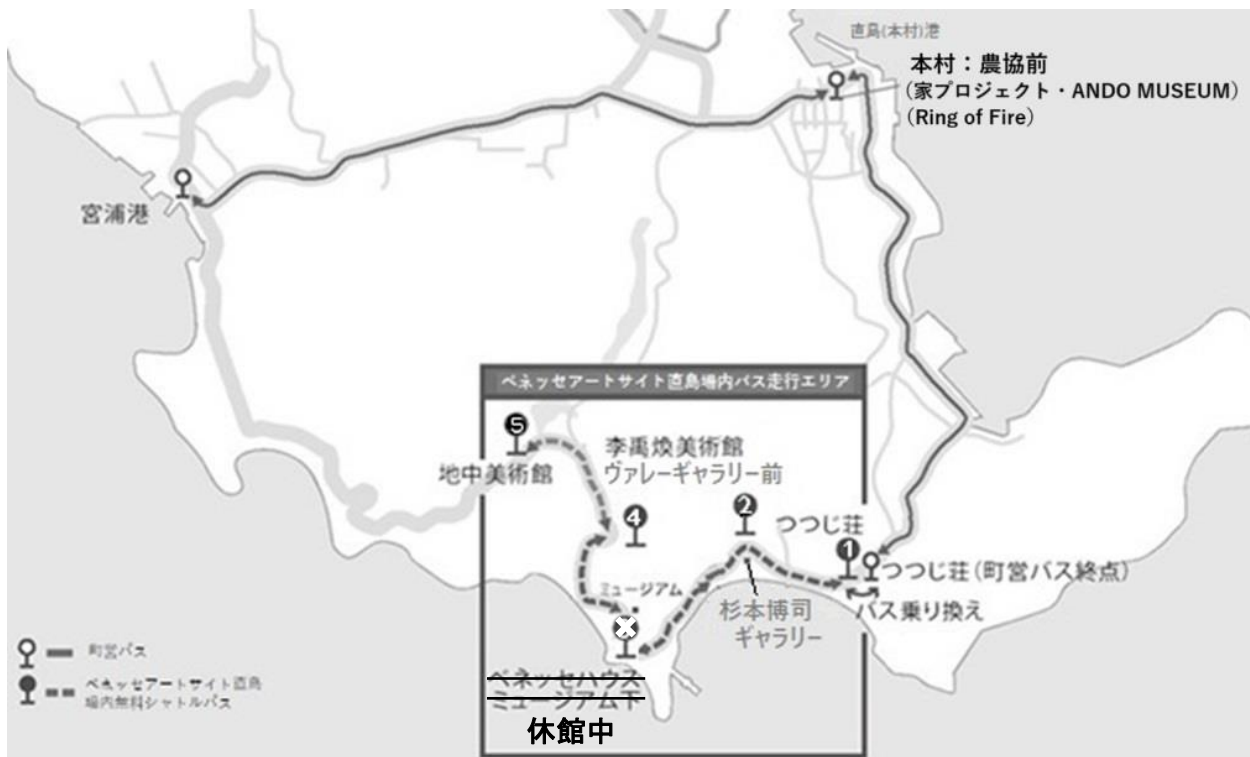 直島(本村)港
本村：農協前
(家プロジェクト・ANDO MUSEUM)
(Ring of Fire)
宮浦港
ベネッセアートサイト直島場内バス走行エリア
5
地中美術館
李禹煥美術館
ヴァレーギャラリー前
4
2
つつじ荘
1
つつじ荘(町営バス終点)
バス乗り換え
ミュージアム
杉本博司
ギャラリー
ベネッセハウス
ミュージアム下
休館中
町営バス
ベネッセアートサイト直島
場内無料シャトルバス